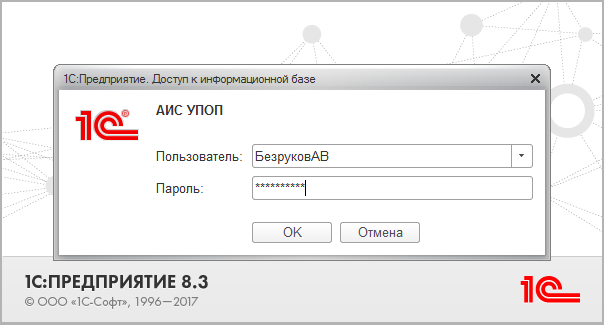 1С:Предприятие. Доступ к информационной базе
1С®
АИС УПОП
Пользователь: БезруковАВ
Пароль: **********
OK Отмена
1С:ПРЕДПРИЯТИЕ 8.3
© ООО «1С-Софт», 1996—2017
1С